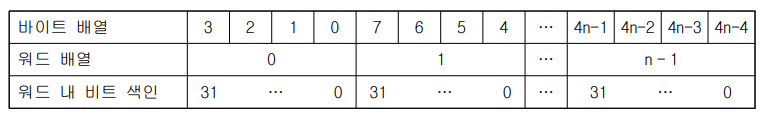 바이트 배열 3 2 1 0 7 6 5 4 … 4n-1 4n-2 4n-3 4n-4
워드 배열 0 1 … n-1
워드 내 비트 색인 31 … 0 31 … 0 … 31 … 0